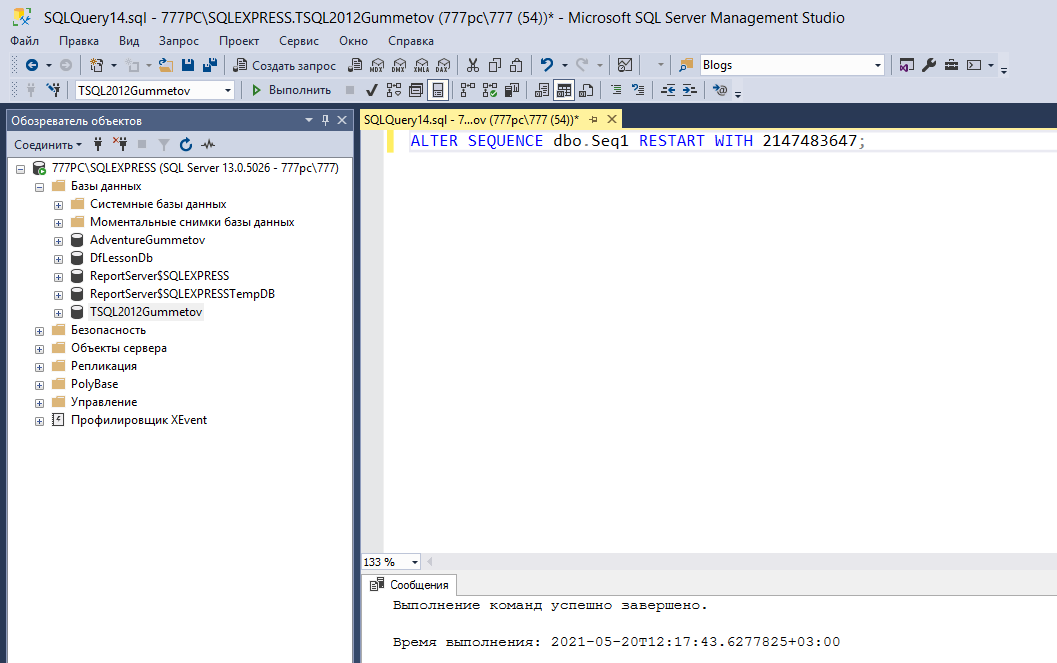 SQLQuery14.sql - 777PC\SQLEXPRESS.TSQL2012Gummetov (777pc\777 (54))* - Microsoft SQL Server Management Studio
Файл Правка Вид Запрос Проект Сервис Окно Справка
Создать запрос MDX DMX XMLA DAX Blogs
TSQL2012Gummetov Выполнить
Обозреватель объектов
SQLQuery14.sql - 7...ov (777pc\777 (54))*
Соединить
ALTER SEQUENCE dbo.Seq1 RESTART WITH 2147483647;
777PC\SQLEXPRESS (SQL Server 13.0.5026 - 777pc\777)
Базы данных
Системные базы данных
Моментальные снимки базы данных
AdventureGummetov
DfLessonDb
ReportServer$SQLEXPRESS
ReportServer$SQLEXPRESSTempDB
TSQL2012Gummetov
Безопасность
Объекты сервера
Репликация
PolyBase
Управление
Профилировщик XEvent
133 %
Сообщения
Выполнение команд успешно завершено.
Время выполнения: 2021-05-20T12:17:43.6277825+03:00